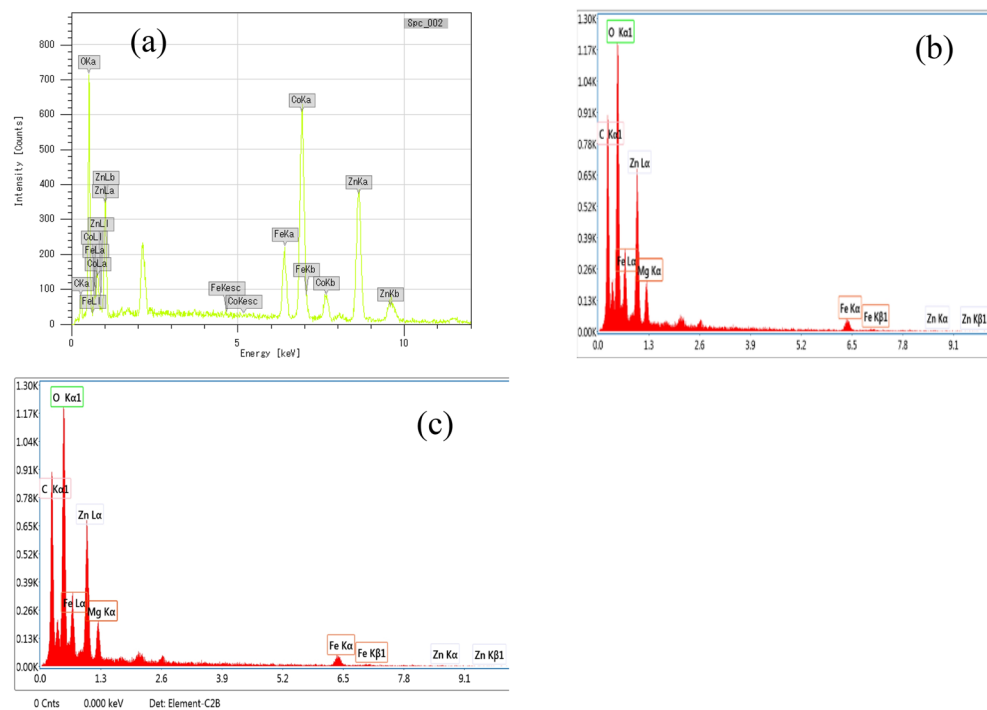 (a)
Spc_002
Intensity [Counts]
800
700
600
500
400
300
200
100
0
OKa
ZnLb
ZnLa
ZnLl
CoLl
FeLa
CoLa
CKa
FeLl
FeKesc
CoKesc
FeKa
CoKa
FeKb
CoKb
ZnKa
ZnKb
0 5 10
Energy [keV]
(b)
1.30K
1.17K
1.04K
0.91K
0.78K
0.65K
0.52K
0.39K
0.26K
0.13K
0.00K
O Kα1
C Kα1
Zn Lα
Fe Lα
Mg Kα
Fe Kα
Fe Kβ1
Zn Kα
Zn Kβ1
0.0 1.3 2.6 3.9 5.2 6.5 7.8 9.1
(c)
1.30K
1.17K
1.04K
0.91K
0.78K
0.65K
0.52K
0.39K
0.26K
0.13K
0.00K
O Kα1
C Kα1
Zn Lα
Fe Lα
Mg Kα
Fe Kα
Fe Kβ1
Zn Kα
Zn Kβ1
0.0 1.3 2.6 3.9 5.2 6.5 7.8 9.1
0 Cnts 0.000 keV Det: Element-C2B